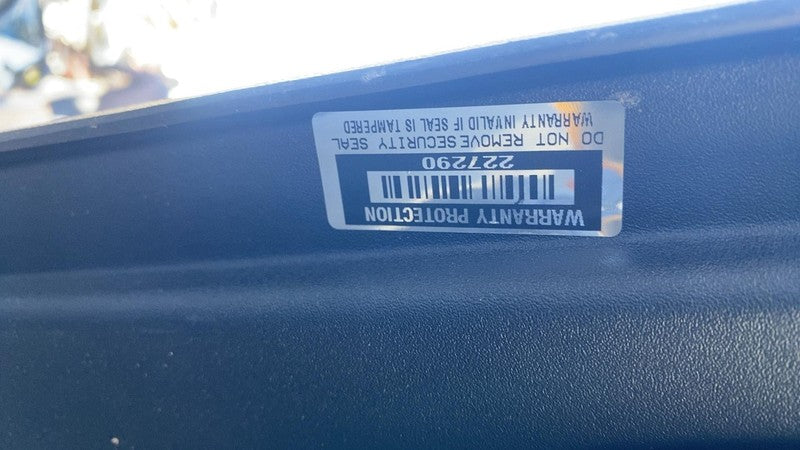 WARRANTY PROTECTION
227290
DO NOT REMOVE SECURITY SEAL
WARRANTY INVALID IF SEAL IS TAMPERED